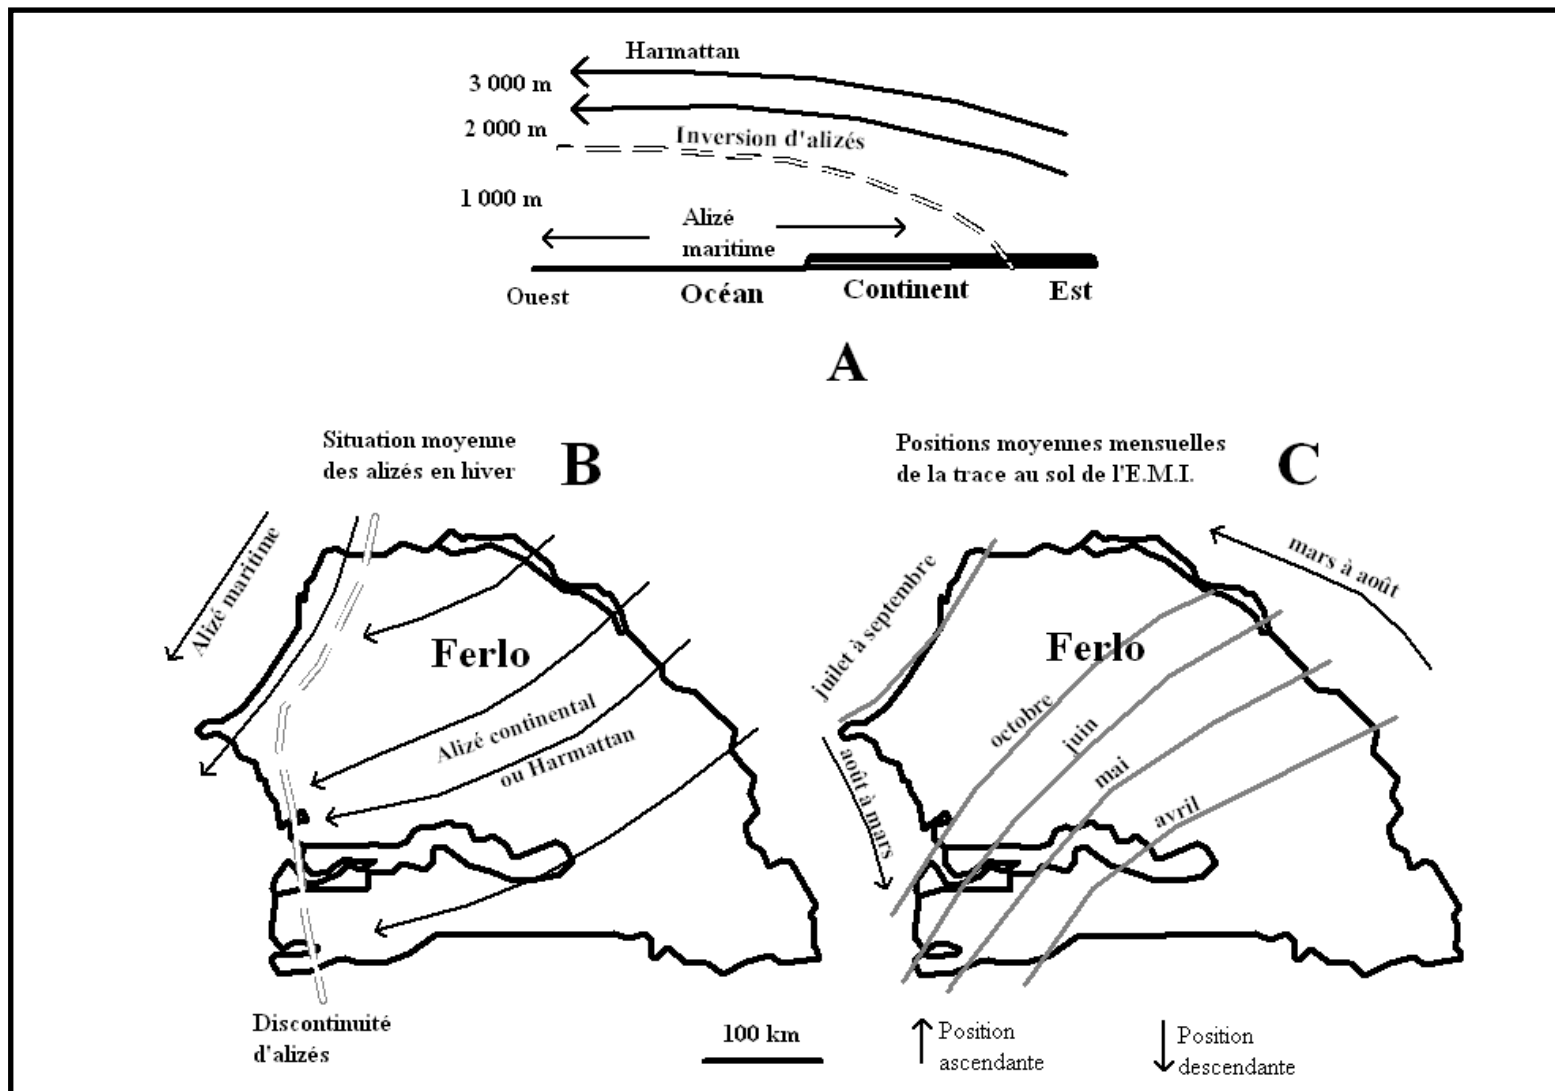 Harmattan
3 000 m
2 000 m
Inversion d'alizés
1 000 m
Alizé
maritime
Ouest
Océan
Continent
Est
A
Situation moyenne
des alizés en hiver
B
Positions moyennes mensuelles
de la trace au sol de l'E.M.I.
C
Alizé maritime
Ferlo
Alizé continental
ou Harmattan
Discontinuité
d'alizés
100 km
mars à août
juilet à septembre
Ferlo
octobre
juin
mai
avril
août à mars
Position
ascendante
Position
descendante